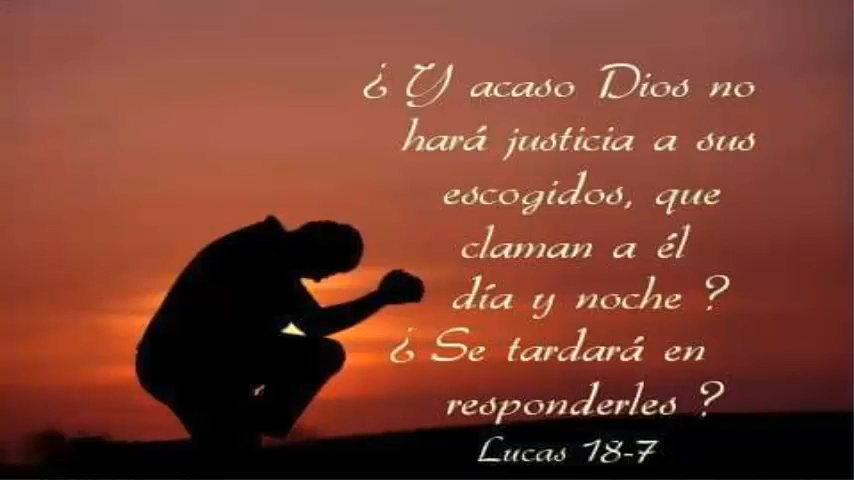 ¿ Y acaso Dios no
hará justicia a sus
escogidos, que
claman a él
día y noche ?
¿ Se tardará en
responderles ?
Lucas 18-7